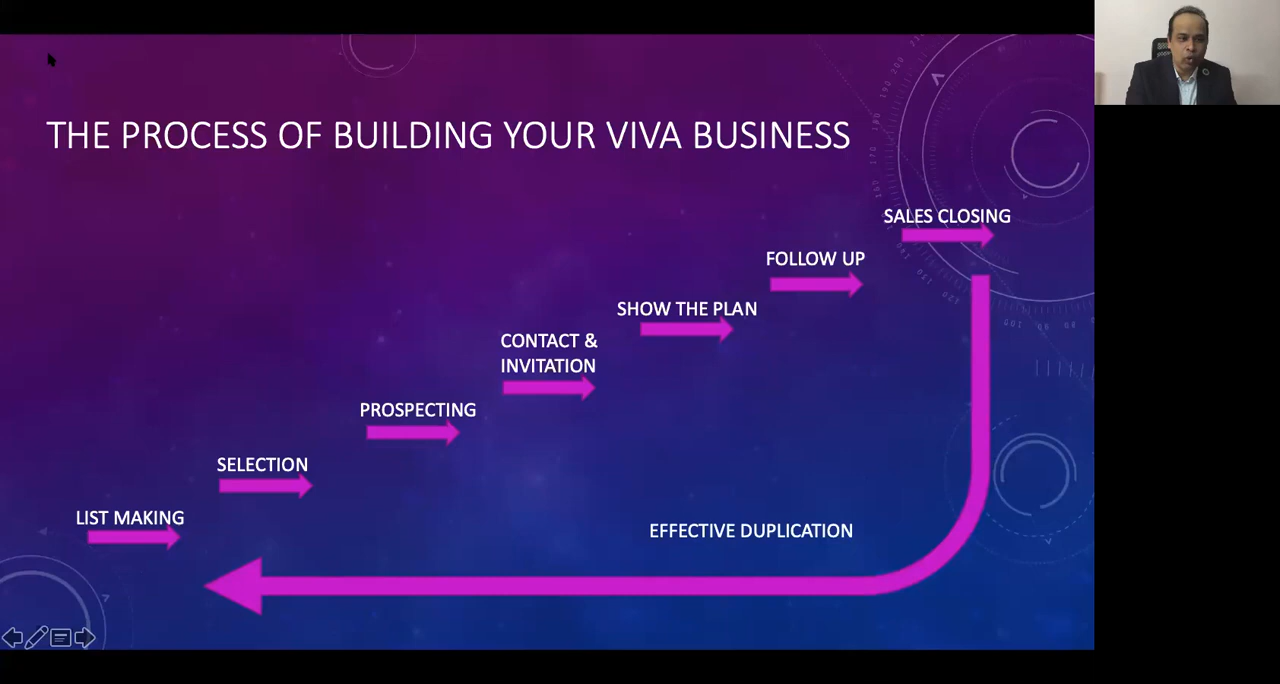 THE PROCESS OF BUILDING YOUR VIVA BUSINESS
SALES CLOSING
FOLLOW UP
SHOW THE PLAN
CONTACT &
INVITATION
PROSPECTING
SELECTION
LIST MAKING
EFFECTIVE DUPLICATION